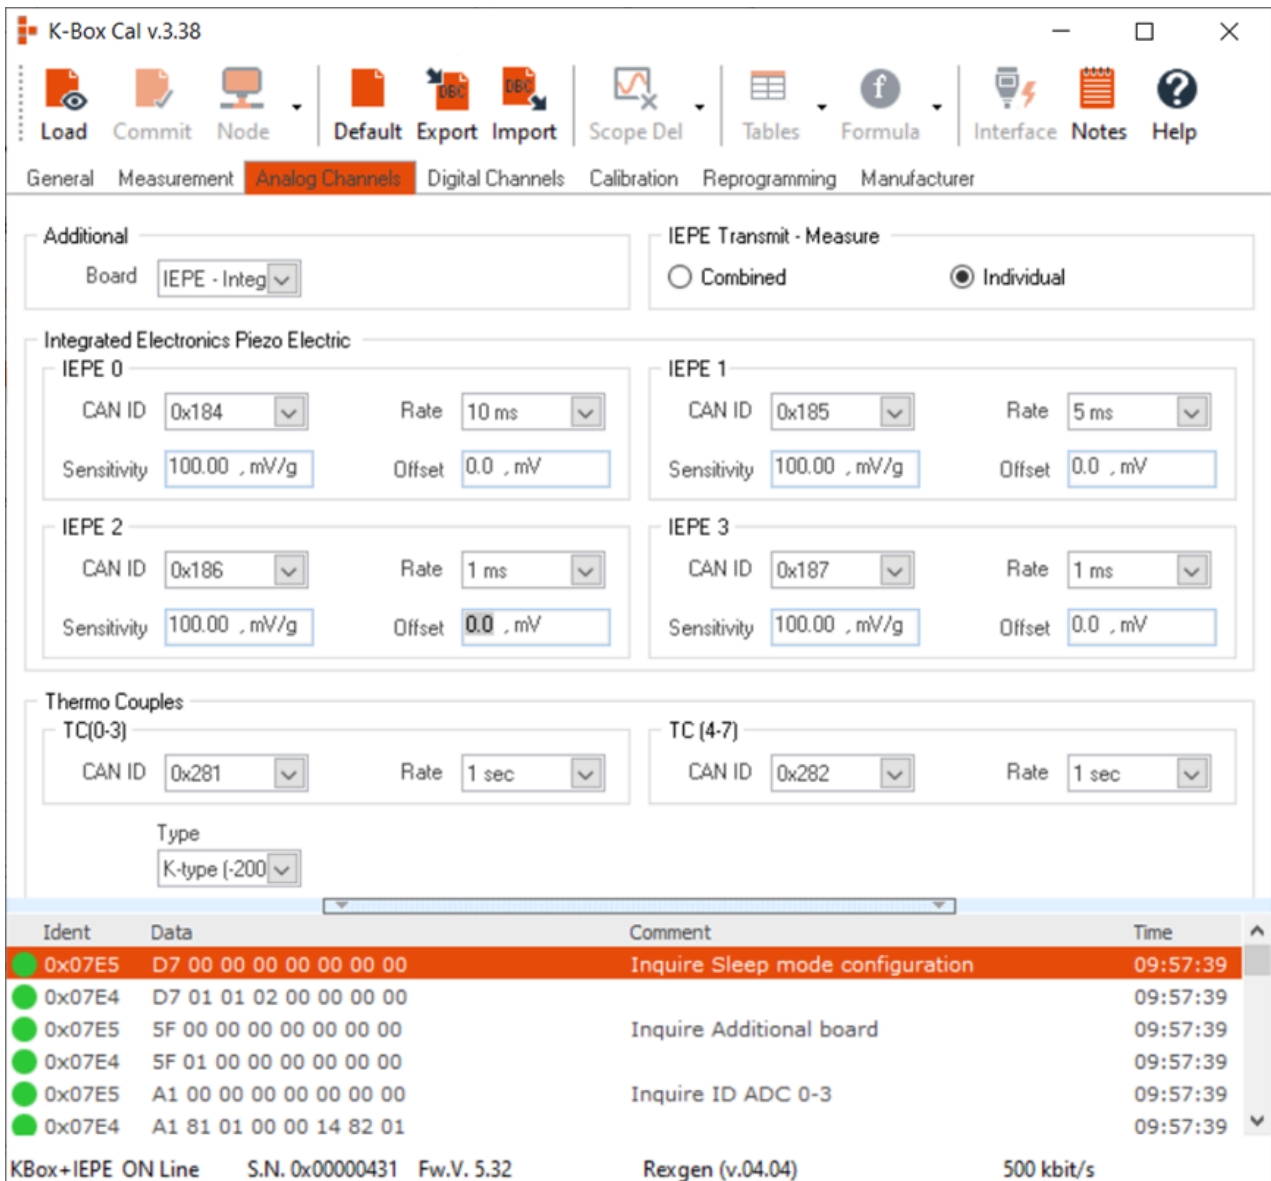 K-Box Cal v.3.38
DBC DBC f ?
Load Commit Node Default Export Import Scope Del Tables Formula Interface Notes Help
General Measurement Analog Channels Digital Channels Calibration Reprogramming Manufacturer
Additional IEPE Transmit - Measure
Board IEPE - Integ Combined Individual
Integrated Electronics Piezo Electric
IEPE 0 IEPE 1
CAN ID 0x184 Rate 10 ms CAN ID 0x185 Rate 5 ms
Sensitivity 100.00 , mV/g Offset 0.0 , mV Sensitivity 100.00 , mV/g Offset 0.0 , mV
IEPE 2 IEPE 3
CAN ID 0x186 Rate 1 ms CAN ID 0x187 Rate 1 ms
Sensitivity 100.00 , mV/g Offset 0.0 , mV Sensitivity 100.00 , mV/g Offset 0.0 , mV
Thermo Couples
TC(0-3) TC (4-7)
CAN ID 0x281 Rate 1 sec CAN ID 0x282 Rate 1 sec
Type
K-type (-200
Ident Data Comment Time
0x07E5 D7 00 00 00 00 00 00 00 Inquire Sleep mode configuration 09:57:39
0x07E4 D7 01 01 02 00 00 00 00 09:57:39
0x07E5 5F 00 00 00 00 00 00 00 Inquire Additional board 09:57:39
0x07E4 5F 01 00 00 00 00 00 00 09:57:39
0x07E5 A1 00 00 00 00 00 00 00 Inquire ID ADC 0-3 09:57:39
0x07E4 A1 81 01 00 00 14 82 01 09:57:39
KBox+IEPE ON Line S.N. 0x00000431 Fw.V. 5.32 Rexgen (v.04.04) 500 kbit/s